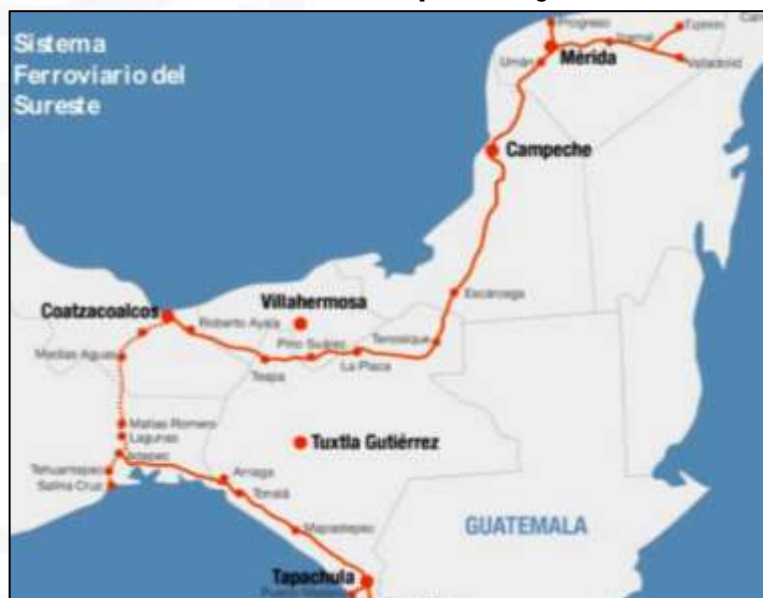 Sistema
Ferroviario del
Sureste
Progreso
Izamal
Tizimín
Mérida
Umán
Valladolid
Campeche
Escárcega
Coatzacoalcos
Villahermosa
Roberto Ayala
Pino Suárez
Tenosique
Medias Aguas
Teapa
La Placa
Matías Romero
Lagunas
Ixtepec
Tuxtla Gutiérrez
Tehuantepec
Salina Cruz
Arriaga
Tonalá
Mapastepec
GUATEMALA
Tapachula